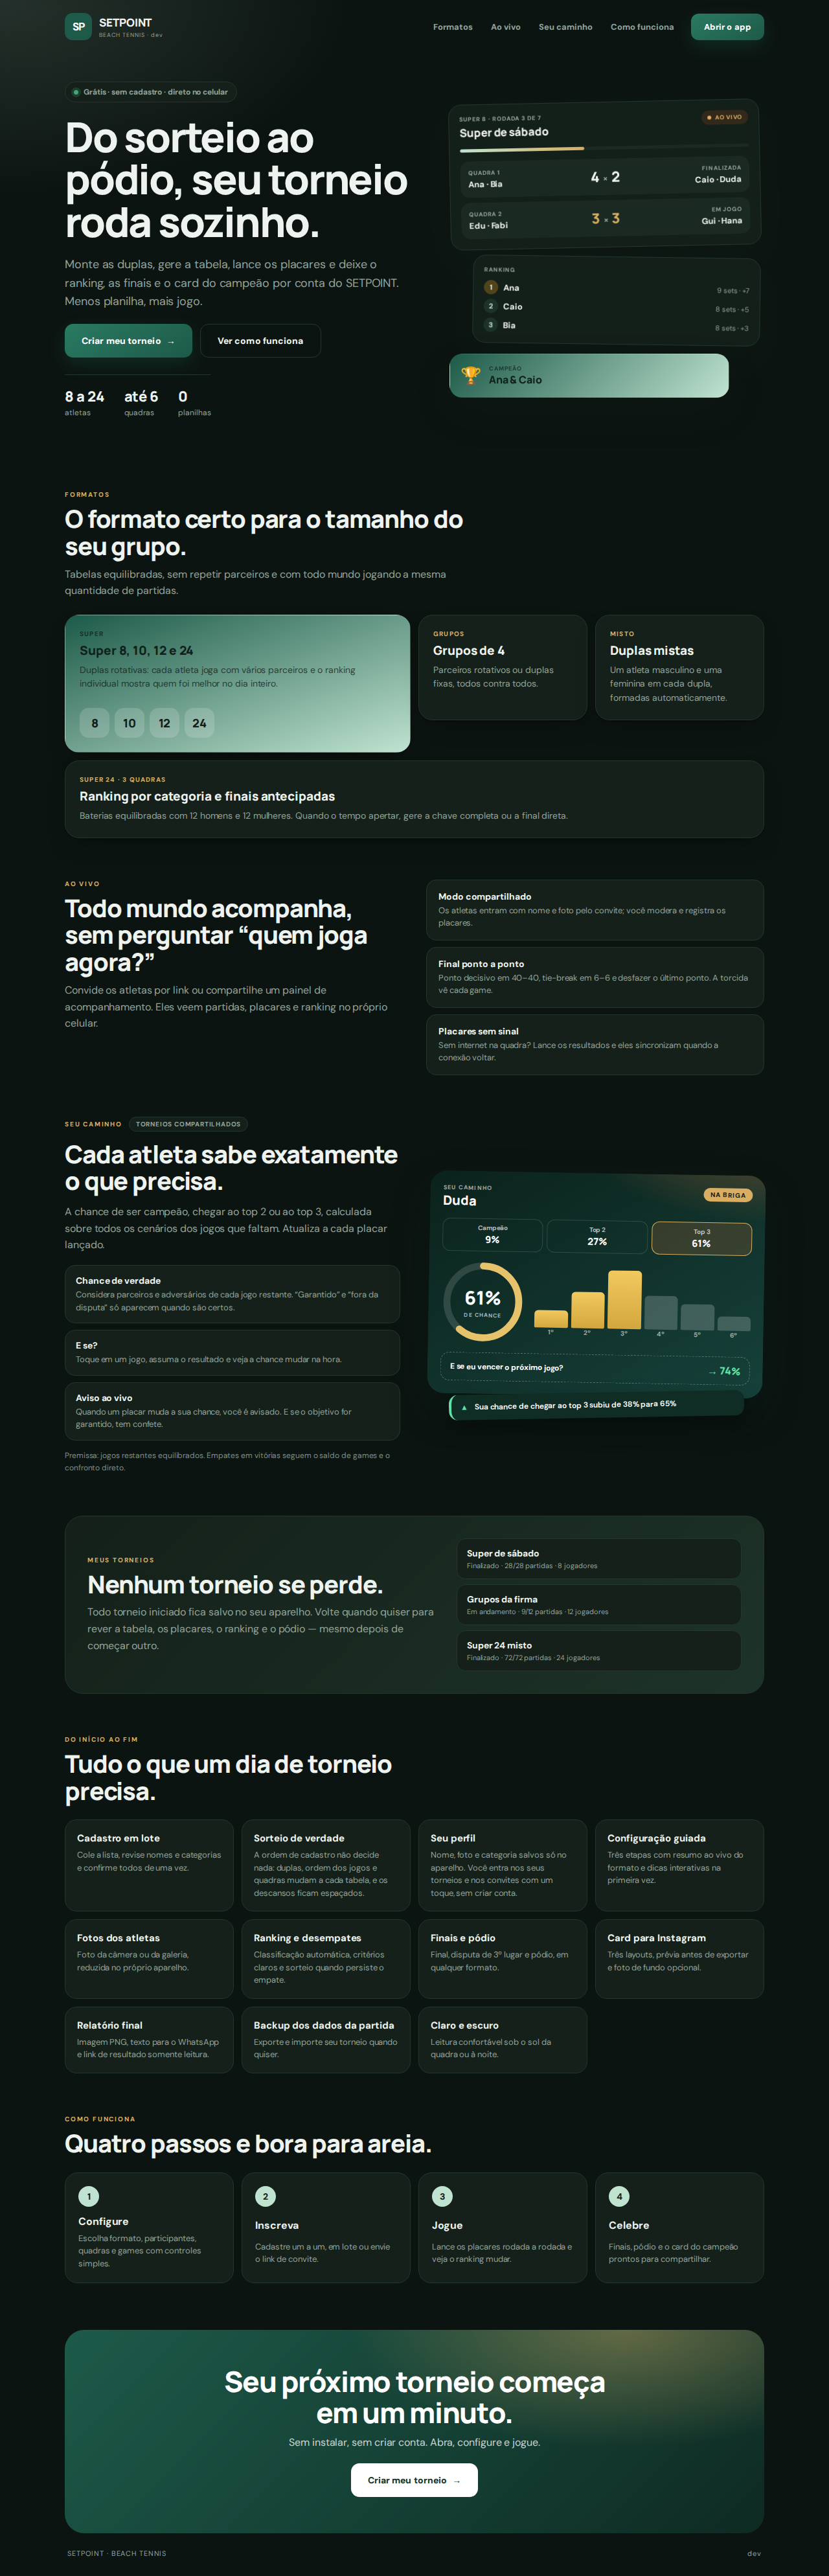 SP
SETPOINT
BEACH TENNIS · dev
Formatos
Ao vivo
Seu caminho
Como funciona
Abrir o app
Grátis · sem cadastro · direto no celular
Do sorteio ao
pódio, seu torneio
roda sozinho.
Monte as duplas, gere a tabela, lance os placares e deixe o
ranking, as finais e o card do campeão por conta do SETPOINT.
Menos planilha, mais jogo.
Criar meu torneio →
Ver como funciona
8 a 24
atletas
até 6
quadras
0
planilhas
SUPER 8 · RODADA 3 DE 7
Super de sábado
AO VIVO
QUADRA 1
Ana · Bia
4 × 2
FINALIZADA
Caio · Duda
QUADRA 2
Edu · Fabi
3 × 3
EM JOGO
Gui · Hana
RANKING
1 Ana 9 sets · +7
2 Caio 8 sets · +5
3 Bia 8 sets · +3
CAMPEÃO
Ana & Caio
FORMATOS
O formato certo para o tamanho do
seu grupo.
Tabelas equilibradas, sem repetir parceiros e com todo mundo jogando a mesma
quantidade de partidas.
SUPER
Super 8, 10, 12 e 24
Duplas rotativas: cada atleta joga com vários parceiros e o ranking
individual mostra quem foi melhor no dia inteiro.
8 10 12 24
GRUPOS
Grupos de 4
Parceiros rotativos ou duplas
fixas, todos contra todos.
MISTO
Duplas mistas
Um atleta masculino e uma
feminina em cada dupla,
formadas automaticamente.
SUPER 24 · 3 QUADRAS
Ranking por categoria e finais antecipadas
Baterias equilibradas com 12 homens e 12 mulheres. Quando o tempo apertar, gere a chave completa ou a final direta.
AO VIVO
Todo mundo acompanha,
sem perguntar “quem joga
agora?”
Convide os atletas por link ou compartilhe um painel de
acompanhamento. Eles veem partidas, placares e ranking no próprio
celular.
Modo compartilhado
Os atletas entram com nome e foto pelo convite; você modera e registra os
placares.
Final ponto a ponto
Ponto decisivo em 40–40, tie-break em 6–6 e desfazer o último ponto. A torcida
vê cada game.
Placares sem sinal
Sem internet na quadra? Lance os resultados e eles sincronizam quando a
conexão voltar.
SEU CAMINHO
TORNEIOS COMPARTILHADOS
Cada atleta sabe exatamente
o que precisa.
A chance de ser campeão, chegar ao top 2 ou ao top 3, calculada
sobre todos os cenários dos jogos que faltam. Atualiza a cada placar
lançado.
Chance de verdade
Considera parceiros e adversários de cada jogo restante. “Garantido” e “fora da
disputa” só aparecem quando são certos.
E se?
Toque em um jogo, assuma o resultado e veja a chance mudar na hora.
Aviso ao vivo
Quando um placar muda a sua chance, você é avisado. E se o objetivo for
garantido, tem confete.
Premissa: jogos restantes equilibrados. Empates em vitórias seguem o saldo de games e o
confronto direto.
SEU CAMINHO
Duda
NA BRIGA
Campeão
9%
Top 2
27%
Top 3
61%
61%
DE CHANCE
1º 2º 3º 4º 5º 6º
E se eu vencer o próximo jogo? → 74%
▲ Sua chance de chegar ao top 3 subiu de 38% para 65%
MEUS TORNEIOS
Nenhum torneio se perde.
Todo torneio iniciado fica salvo no seu aparelho. Volte quando quiser para
rever a tabela, os placares, o ranking e o pódio — mesmo depois de
começar outro.
Super de sábado
Finalizado · 28/28 partidas · 8 jogadores
Grupos da firma
Em andamento · 9/12 partidas · 12 jogadores
Super 24 misto
Finalizado · 72/72 partidas · 24 jogadores
DO INÍCIO AO FIM
Tudo o que um dia de torneio
precisa.
Cadastro em lote
Cole a lista, revise nomes e categorias
e confirme todos de uma vez.
Sorteio de verdade
A ordem de cadastro não decide
nada: duplas, ordem dos jogos e
quadras mudam a cada tabela, e os
descansos ficam espaçados.
Seu perfil
Nome, foto e categoria salvos só no
aparelho. Você entra nos seus
torneios e nos convites com um
toque, sem criar conta.
Configuração guiada
Três etapas com resumo ao vivo do
formato e dicas interativas na
primeira vez.
Fotos dos atletas
Foto da câmera ou da galeria,
reduzida no próprio aparelho.
Ranking e desempates
Classificação automática, critérios
claros e sorteio quando persiste o
empate.
Finais e pódio
Final, disputa de 3º lugar e pódio, em
qualquer formato.
Card para Instagram
Três layouts, prévia antes de exportar
e foto de fundo opcional.
Relatório final
Imagem PNG, texto para o WhatsApp
e link de resultado somente leitura.
Backup dos dados da partida
Exporte e importe seu torneio quando
quiser.
Claro e escuro
Leitura confortável sob o sol da
quadra ou à noite.
COMO FUNCIONA
Quatro passos e bora para areia.
1
Configure
Escolha formato, participantes,
quadras e games com controles
simples.
2
Inscreva
Cadastre um a um, em lote ou envie
o link de convite.
3
Jogue
Lance os placares rodada a rodada e
veja o ranking mudar.
4
Celebre
Finais, pódio e o card do campeão
prontos para compartilhar.
Seu próximo torneio começa
em um minuto.
Sem instalar, sem criar conta. Abra, configure e jogue.
Criar meu torneio →
SETPOINT · BEACH TENNIS
dev